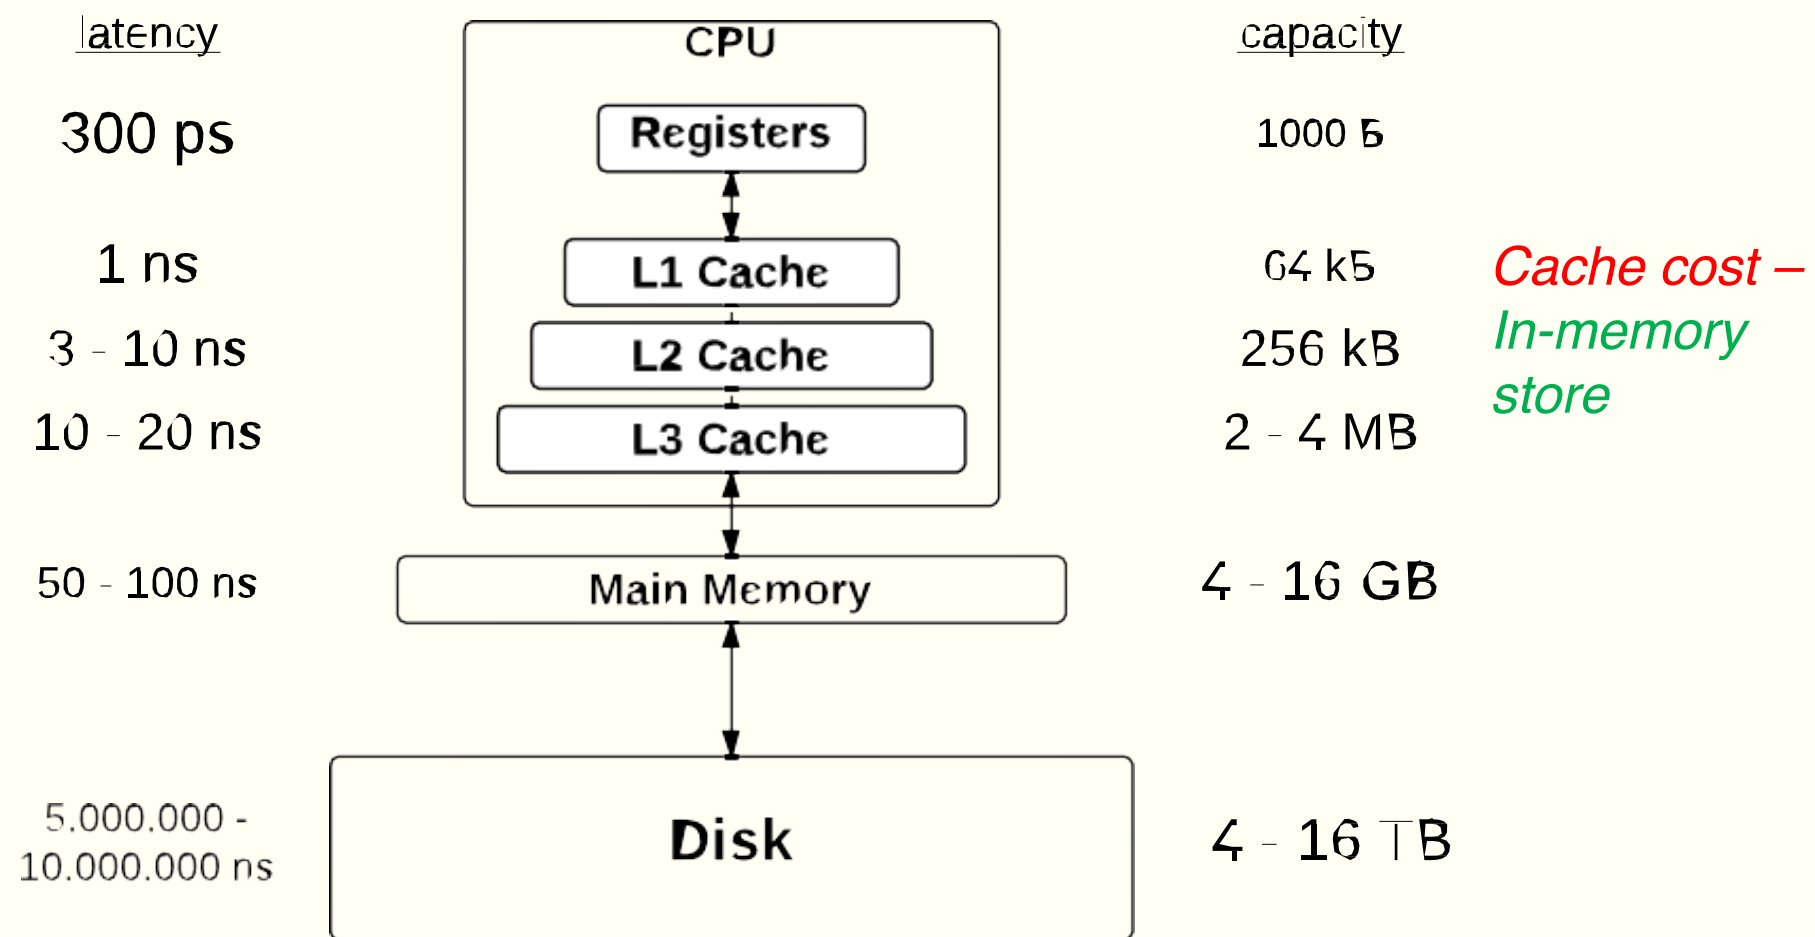 latency
CPU
capacity
300 ps
Registers
1000 B
1 ns
L1 Cache
64 kB
Cache cost –
3 - 10 ns
L2 Cache
256 kB
In-memory
store
10 - 20 ns
L3 Cache
2 - 4 MB
50 - 100 ns
Main Memory
4 - 16 GB
5.000.000 -
10.000.000 ns
Disk
4 - 16 TB